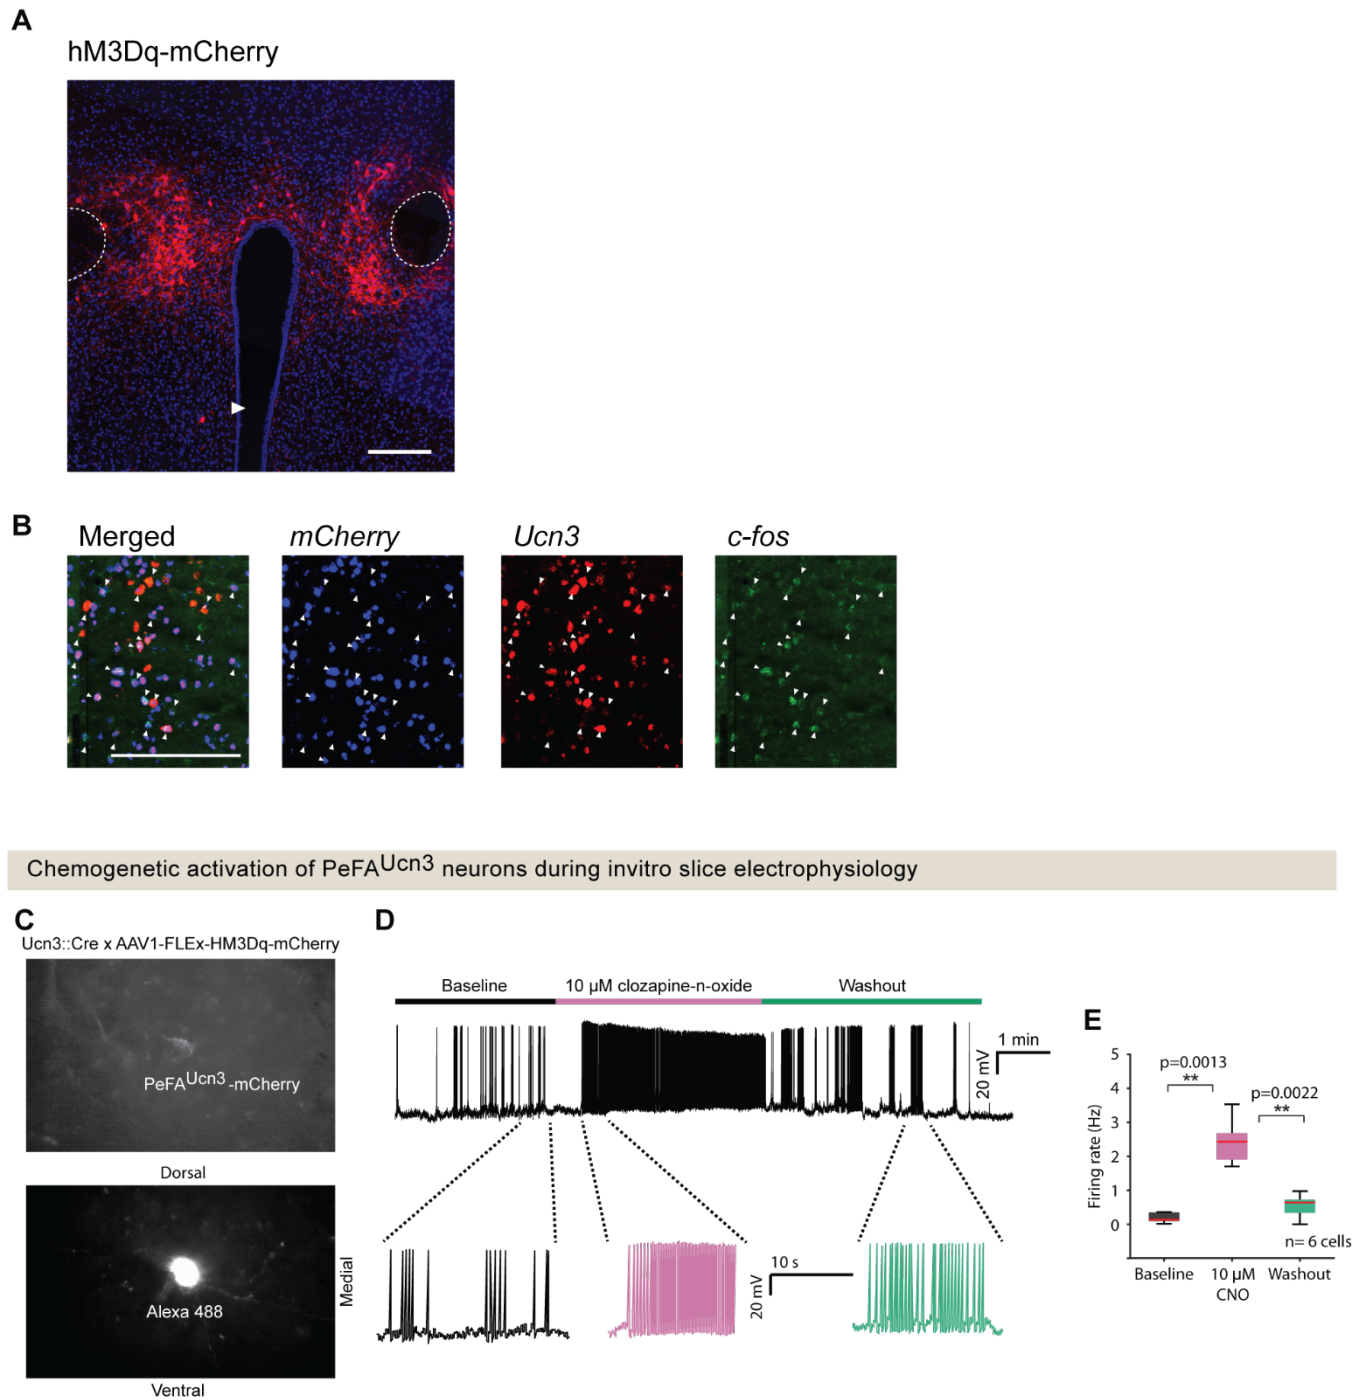 A
hM3Dq-mCherry
B
Merged
mCherry
Ucn3
c-fos
Chemogenetic activation of PeFAUcn3 neurons during invitro slice electrophysiology
C
Ucn3::Cre x AAV1-FLEx-HM3Dq-mCherry
PeFAUcn3-mCherry
Dorsal
Alexa 488
Medial
Ventral
D
Baseline
10 µM clozapine-n-oxide
Washout
20 mV
1 min
20 mV
10 s
E
Firing rate (Hz)
5
4
3
2
1
0
p=0.0013
**
p=0.0022
**
n= 6 cells
Baseline
10 µM
CNO
Washout